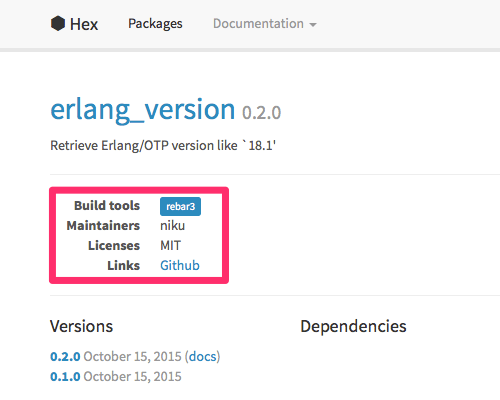 Hex Packages Documentation
erlang_version 0.2.0
Retrieve Erlang/OTP version like `18.1'
Build tools rebar3
Maintainers niku
Licenses MIT
Links Github
Versions Dependencies
0.2.0 October 15, 2015 (docs)
0.1.0 October 15, 2015